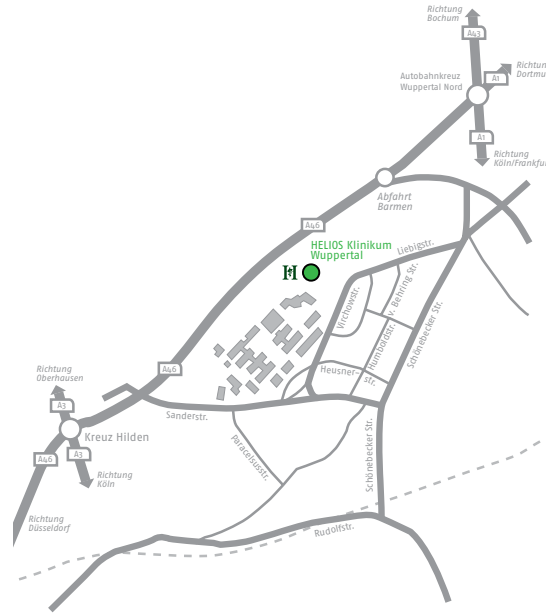 Richtung
Bochum
A43
Richtung
Dortmu
A1
Autobahnkreuz
Wuppertal Nord
A1
Richtung
Köln/Frankfu
Abfahrt
Barmen
A46
HELIOS Klinikum
Wuppertal
H
Liebigstr.
v. Behring Str.
Virchowstr.
Humboldtstr.
Schönebecker Str.
Heusner-
str.
A46
Richtung
Oberhausen
A3
Sanderstr.
Kreuz Hilden
A3
A46
Richtung
Köln
Paracelsusstr.
Schönebecker Str.
Richtung
Düsseldorf
Rudolfstr.